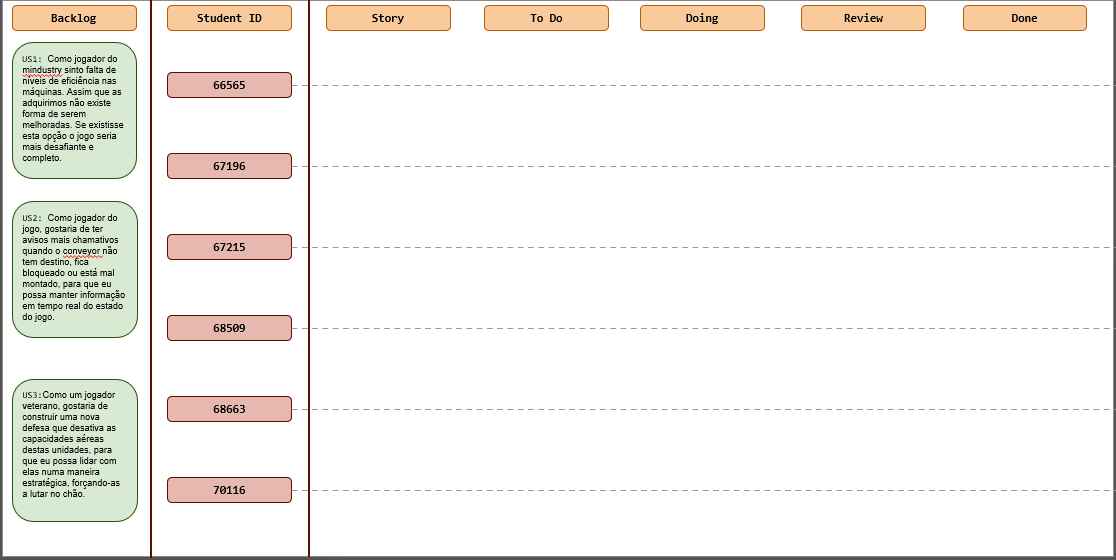 Backlog
Student ID
Story
To Do
Doing
Review
Done
US1: Como jogador do
mindustry sinto falta de
níveis de eficiência nas
máquinas. Assim que as
adquirimos não existe
forma de serem
melhoradas. Se existisse
esta opção o jogo seria
mais desafiante e
completo.
US2: Como jogador do
jogo, gostaria de ter
avisos mais chamativos
quando o conveyor não
tem destino, fica
bloqueado ou está mal
montado, para que eu
possa manter informação
em tempo real do estado
do jogo.
US3:Como um jogador
veterano, gostaria de
construir uma nova
defesa que desativa as
capacidades aéreas
destas unidades, para
que eu possa lidar com
elas numa maneira
estratégica, forçando-as
a lutar no chão.
66565
67196
67215
68509
68663
70116